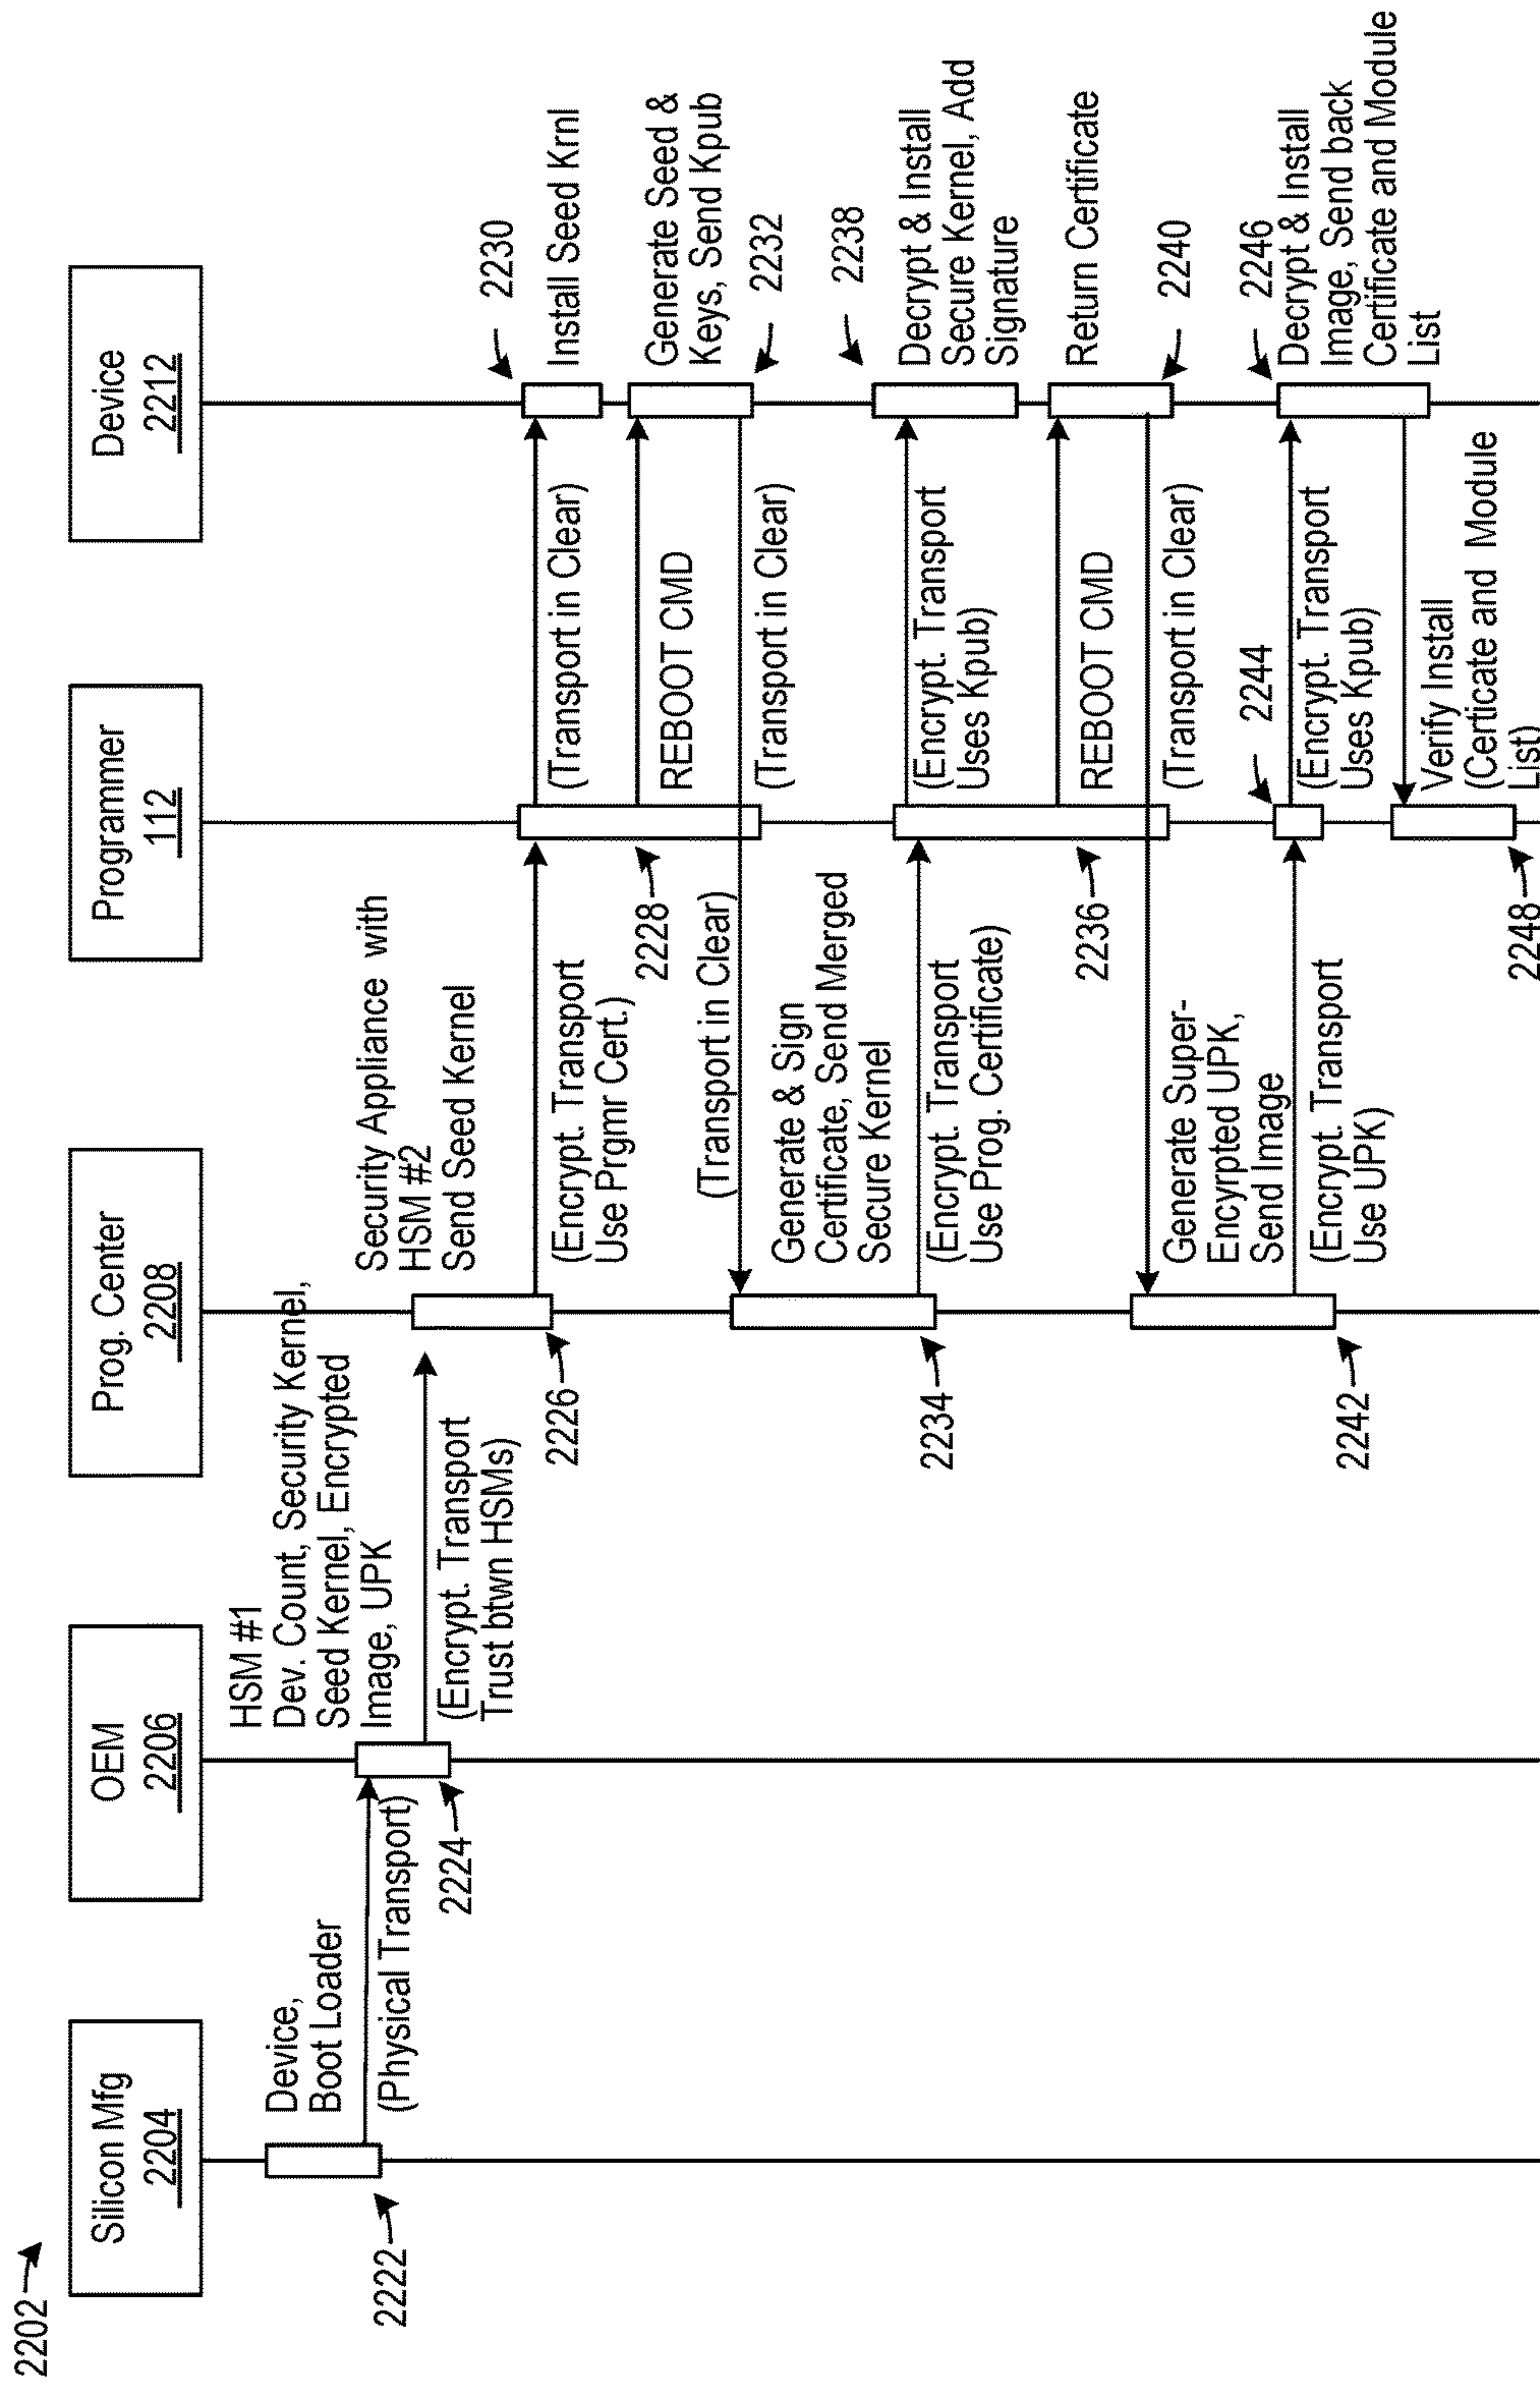 2202
Silicon Mfg
2204
OEM
2206
Prog. Center
2208
Programmer
112
Device
2212
Device,
Boot Loader
(Physical Transport)
2222
HSM #1
Dev. Count, Security Kernel,
Seed Kernel, Encrypted
Image, UPK
(Encrypt. Transport
Trust btwn HSMs)
2224
Security Appliance with
HSM #2
Send Seed Kernel
(Encrypt. Transport
Use Prgmr Cert.)
2226
2228
(Transport in Clear)
2230
Install Seed Krnl
REBOOT CMD
Generate Seed &
Keys, Send Kpub
2232
(Transport in Clear)
(Transport in Clear)
Generate & Sign
Certificate, Send Merged
Secure Kernel
(Encrypt. Transport
Use Prog. Certificate)
2234
2236
(Encrypt. Transport
Uses Kpub)
2238
Decrypt & Install
Secure Kernel, Add
Signature
REBOOT CMD
Return Certificate
2240
(Transport in Clear)
Generate Super-
Encyrpted UPK,
Send Image
(Encrypt. Transport
Use UPK)
2242
2244
(Encrypt. Transport
Uses Kpub)
2246
Decrypt & Install
Image, Send back
Certificate and Module
List
Verify Install
(Certicate and Module
List)
2248